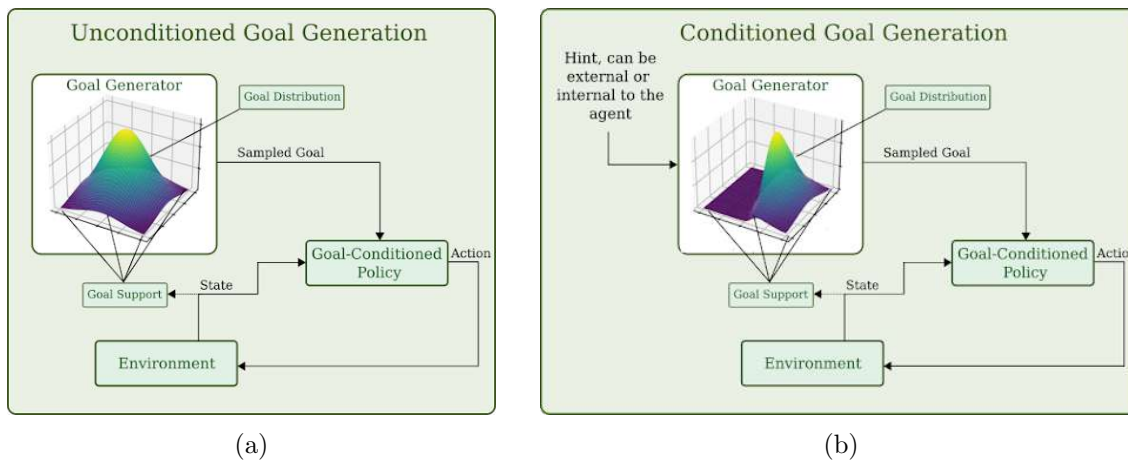 Unconditioned Goal Generation
Goal Generator
Goal Distribution
Sampled Goal
Goal-Conditioned
Policy
Action
State
Goal Support
Environment
(a)
Conditioned Goal Generation
Hint, can be
external or
internal to the
agent
Goal Generator
Goal Distribution
Sampled Goal
Goal-Conditioned
Policy
Action
State
Goal Support
Environment
(b)